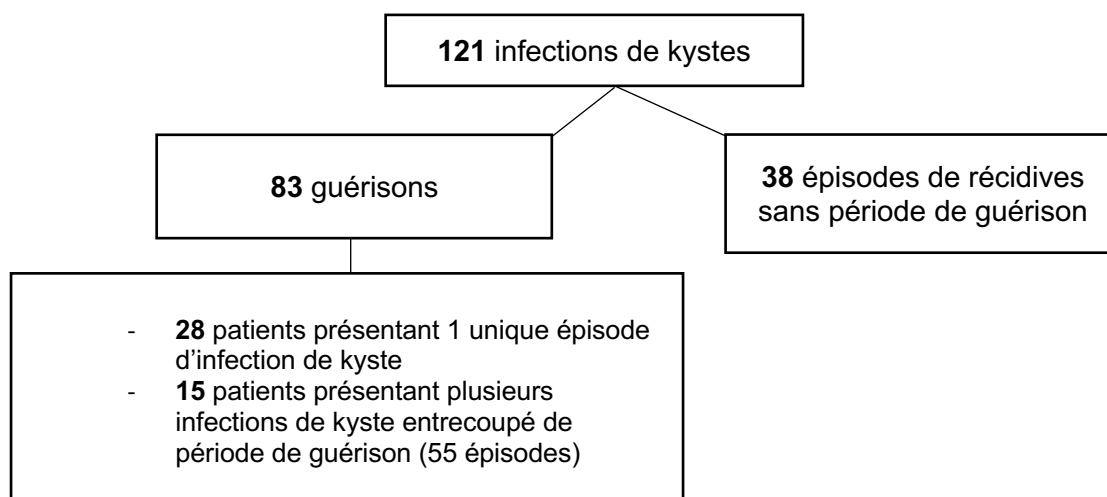 121 infections de kystes
83 guérisons
38 épisodes de récidives
sans période de guérison
- 28 patients présentant 1 unique épisode
d'infection de kyste
- 15 patients présentant plusieurs
infections de kyste entrecoupé de
période de guérison (55 épisodes)